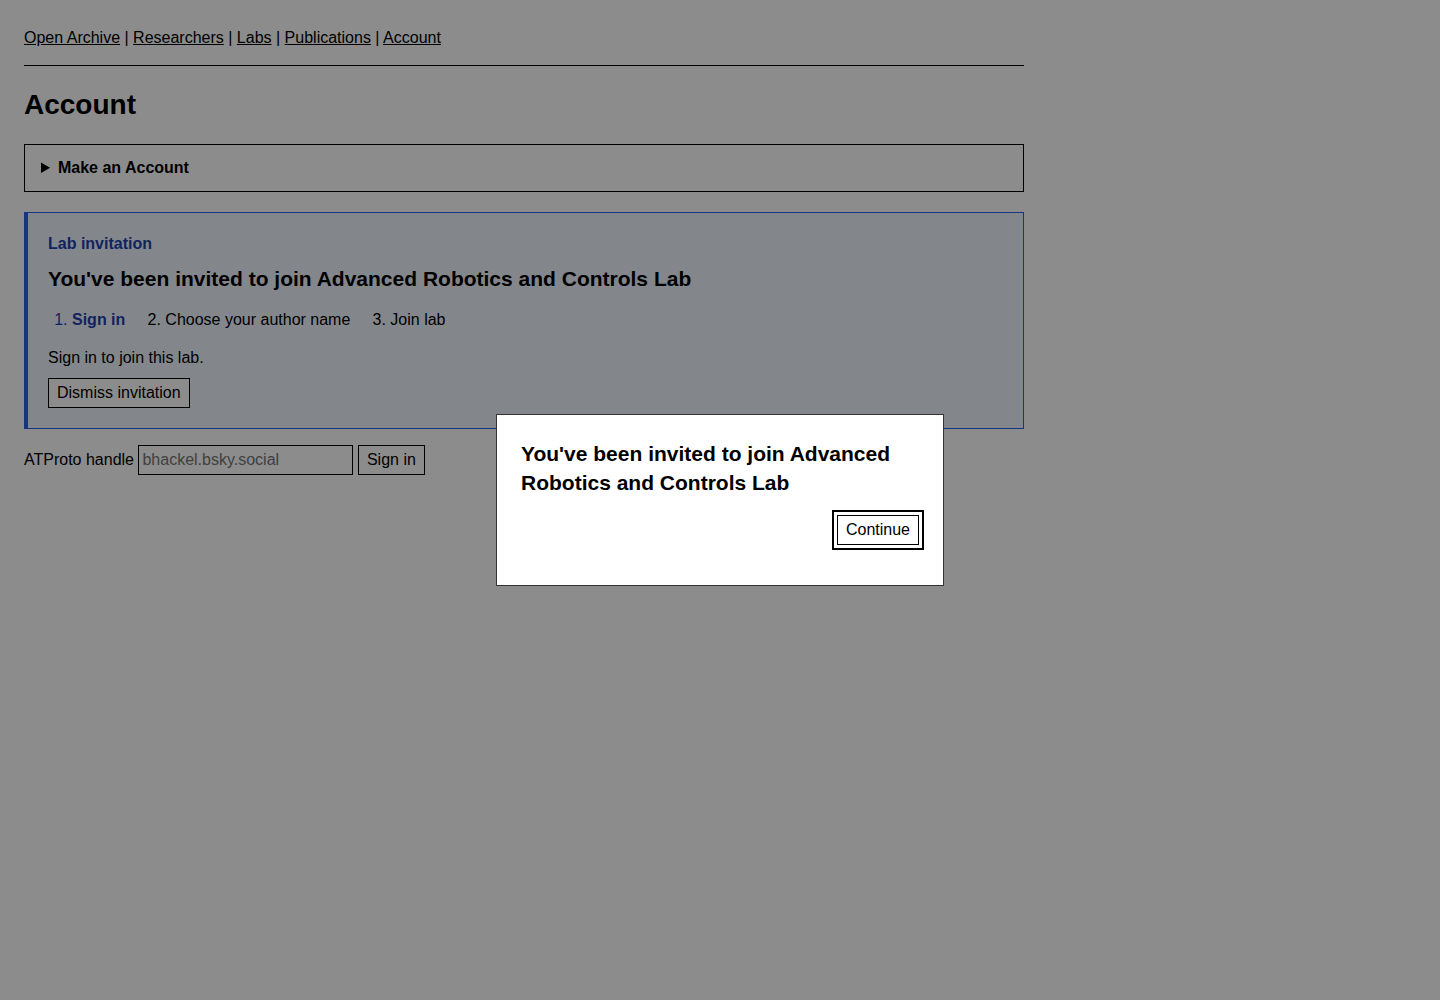 Open Archive | Researchers | Labs | Publications | Account
Account
Make an Account
Lab invitation
You've been invited to join Advanced Robotics and Controls Lab
1. Sign in 2. Choose your author name 3. Join lab
Sign in to join this lab.
Dismiss invitation
ATProto handle bhackel.bsky.social Sign in
You've been invited to join Advanced
Robotics and Controls Lab
Continue